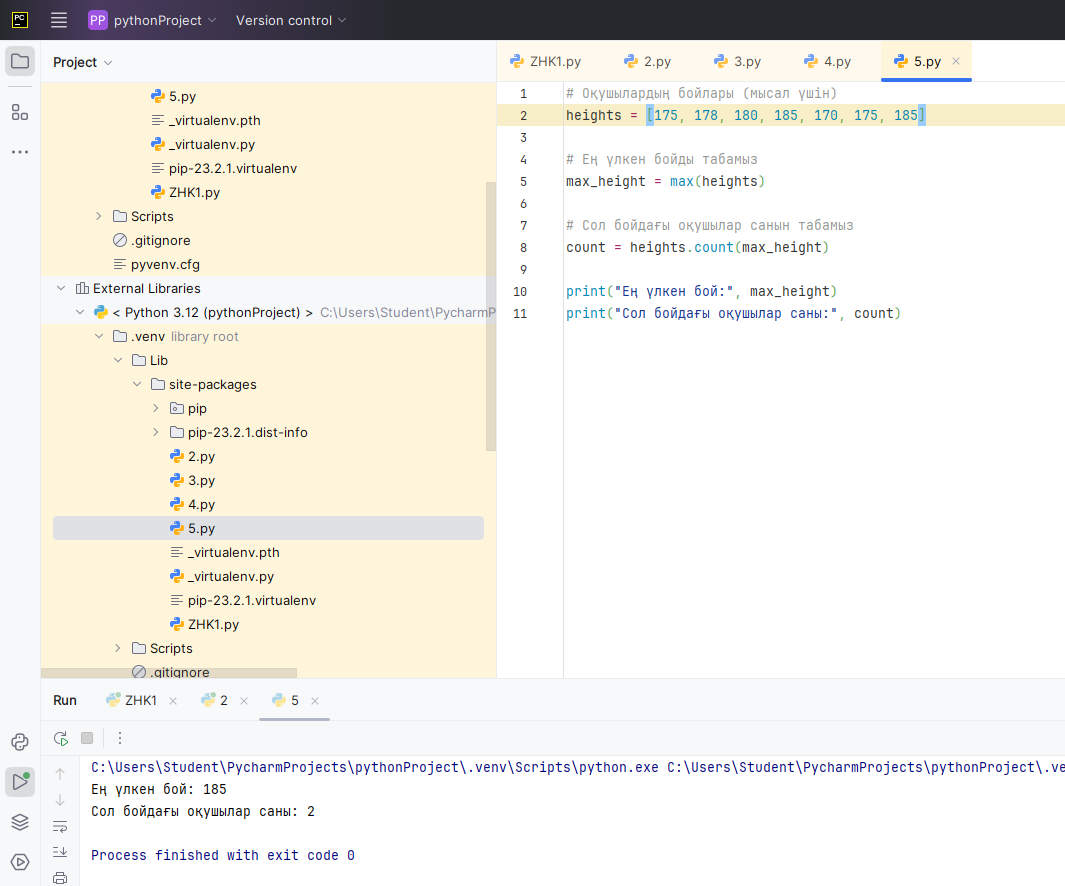 PC
PP pythonProject Version control
Project
ZHK1.py 2.py 3.py 4.py 5.py
5.py
_virtualenv.pth
_virtualenv.py
pip-23.2.1.virtualenv
ZHK1.py
Scripts
.gitignore
pyvenv.cfg
External Libraries
< Python 3.12 (pythonProject) > C:\Users\Student\PycharmP
.venv library root
Lib
site-packages
pip
pip-23.2.1.dist-info
2.py
3.py
4.py
5.py
_virtualenv.pth
_virtualenv.py
pip-23.2.1.virtualenv
ZHK1.py
Scripts
.gitignore
1 # Оқушылардың бойлары (мысал үшін)
2 heights = [175, 178, 180, 185, 170, 175, 185]
3
4 # Ең үлкен бойды табамыз
5 max_height = max(heights)
6
7 # Сол бойдағы оқушылар санын табамыз
8 count = heights.count(max_height)
9
10 print("Ең үлкен бой:", max_height)
11 print("Сол бойдағы оқушылар саны:", count)
Run ZHK1 2 5
C:\Users\Student\PycharmProjects\pythonProject\.venv\Scripts\python.exe C:\Users\Student\PycharmProjects\pythonProject\.ve
Ең үлкен бой: 185
Сол бойдағы оқушылар саны: 2
Process finished with exit code 0